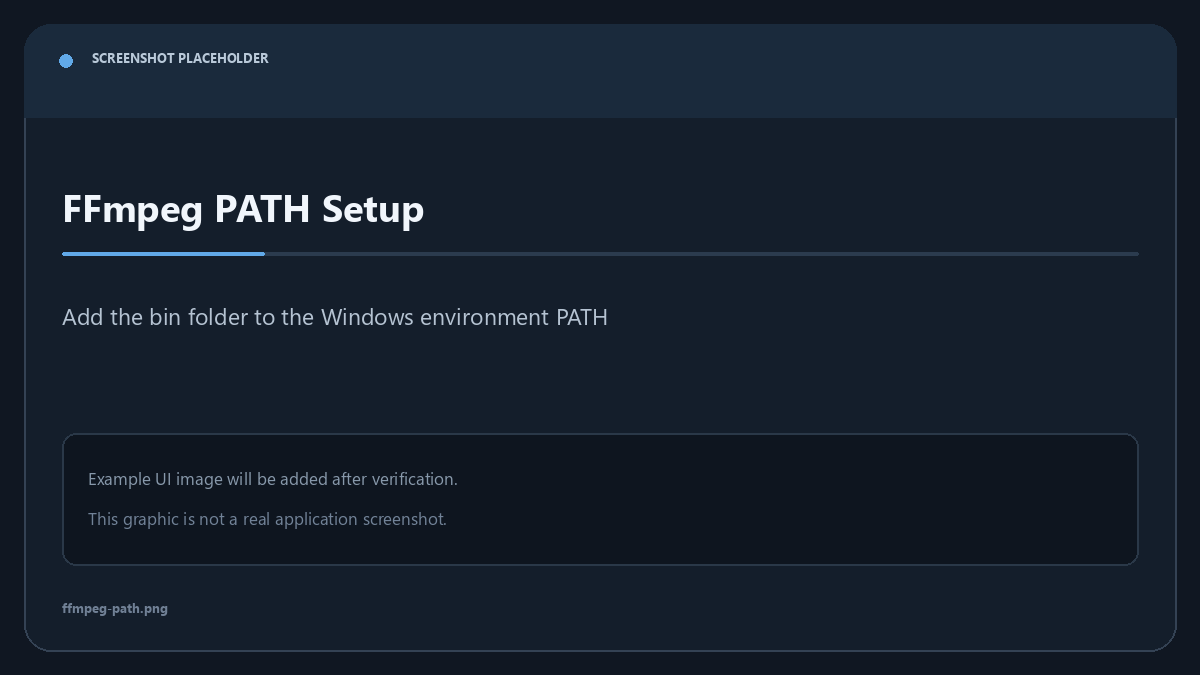 SCREENSHOT PLACEHOLDER
FFmpeg PATH Setup
Add the bin folder to the Windows environment PATH
Example UI image will be added after verification.
This graphic is not a real application screenshot.
ffmpeg-path.png